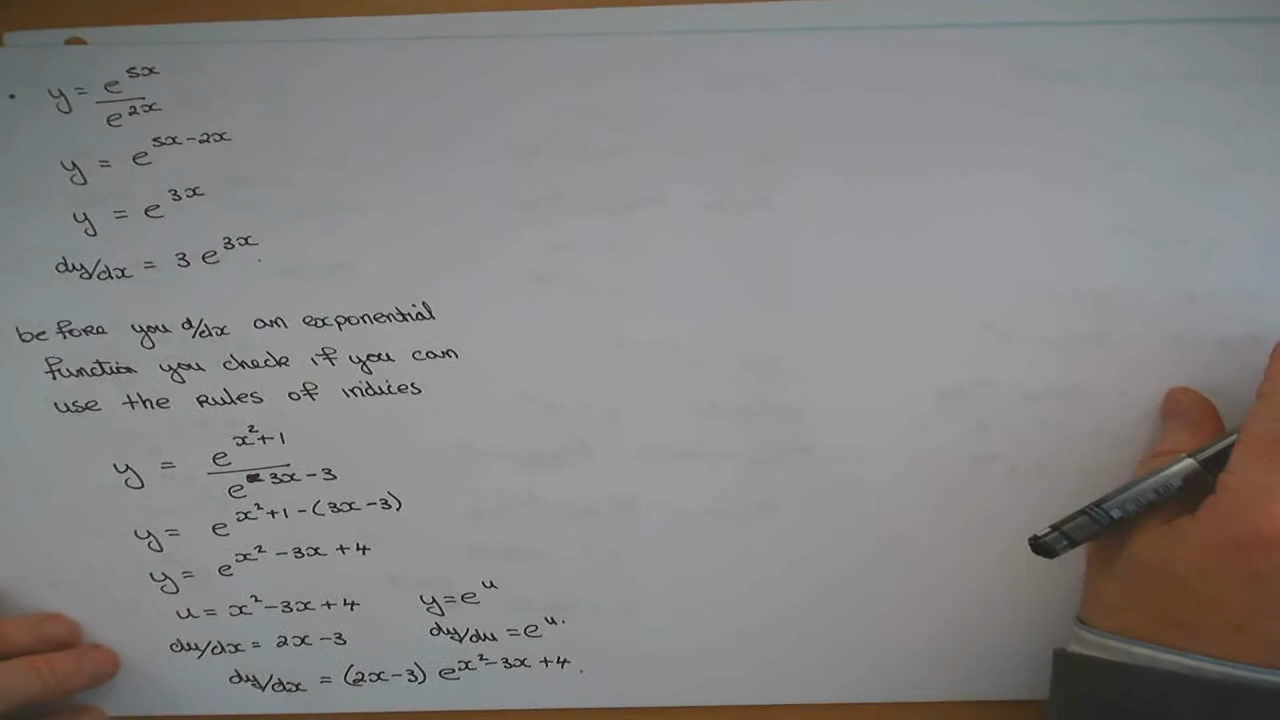 y = e^5x / e^2x
y = e^5x-2x
y = e^3x
dy/dx = 3 e^3x.
before you d/dx an exponential
function you check if you can
use the rules of indices
y = e^x²+1 / e^3x-3
y = e^x²+1-(3x-3)
y = e^x²-3x+4
u = x²-3x+4 y=e^u
du/dx = 2x-3 dy/du = e^u.
dy/dx = (2x-3) e^x²-3x+4.